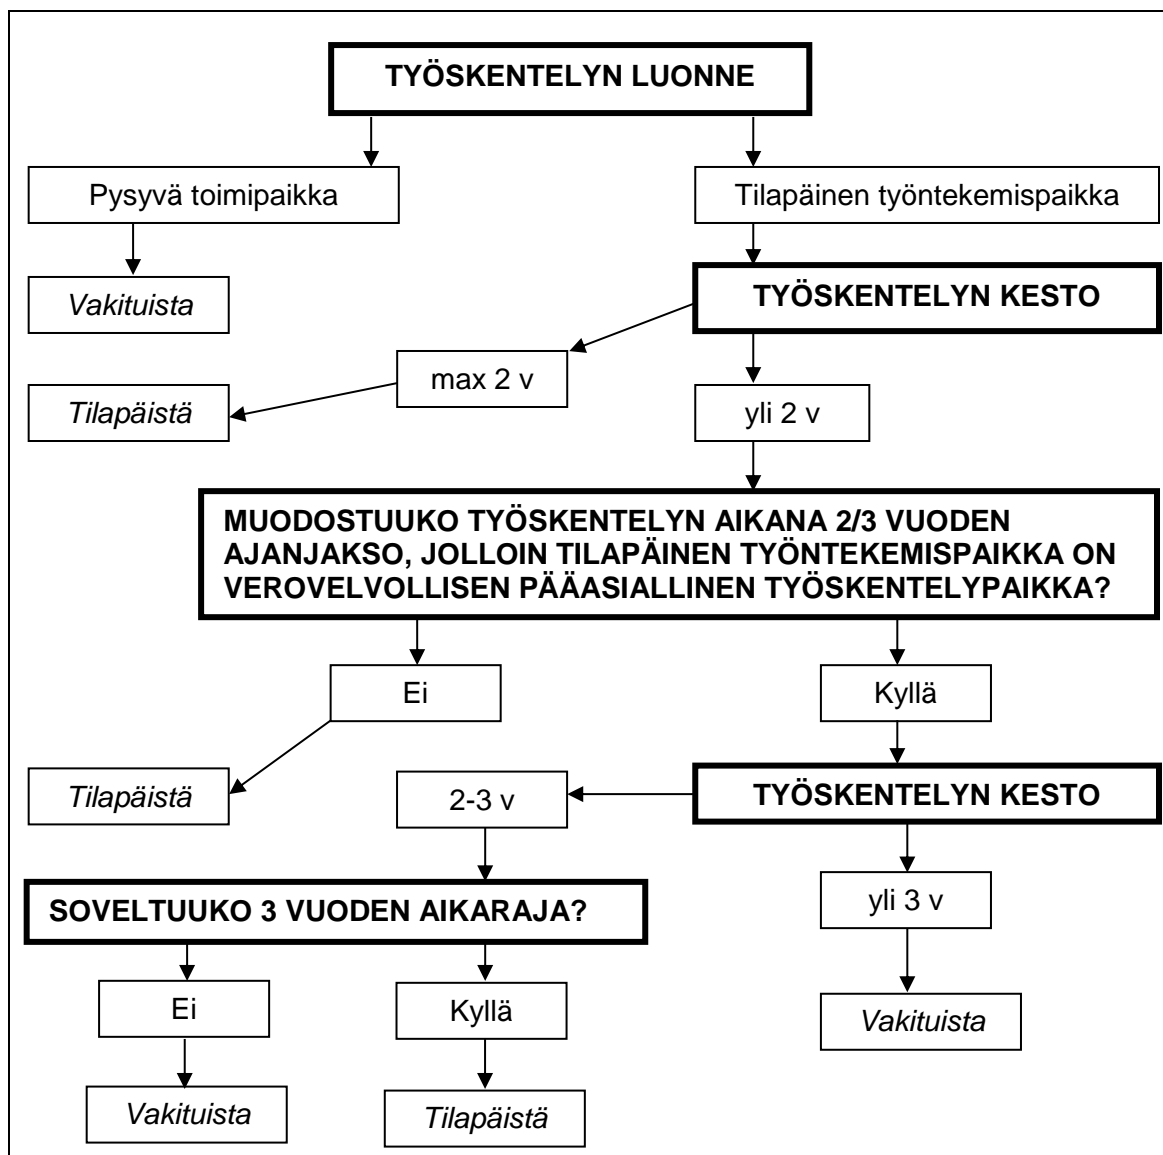 TYÖSKENTELYN LUONNE
Pysyvä toimipaikka
Tilapäinen työntekemispaikka
Vakituista
TYÖSKENTELYN KESTO
max 2 v
Tilapäistä
yli 2 v
MUODOSTUUKO TYÖSKENTELYN AIKANA 2/3 VUODEN
AJANJAKSO, JOLLOIN TILAPÄINEN TYÖNTEKEMISPAIKKA ON
VEROVELVOLLISEN PÄÄASIALLINEN TYÖSKENTELYPAIKKA?
Ei
Kyllä
Tilapäistä
2-3 v
TYÖSKENTELYN KESTO
SOVELTUUKO 3 VUODEN AIKARAJA?
yli 3 v
Ei
Kyllä
Vakituista
Vakituista
Tilapäistä